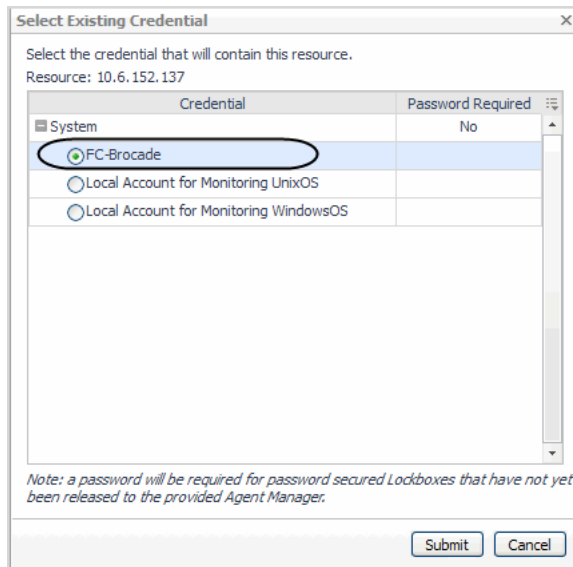 Select Existing Credential
Select the credential that will contain this resource.
Resource: 10.6.152.137
Credential Password Required
System No
FC-Brocade
Local Account for Monitoring UnixOS
Local Account for Monitoring WindowsOS
Note: a password will be required for password secured Lockboxes that have not yet
been released to the provided Agent Manager.
Submit Cancel